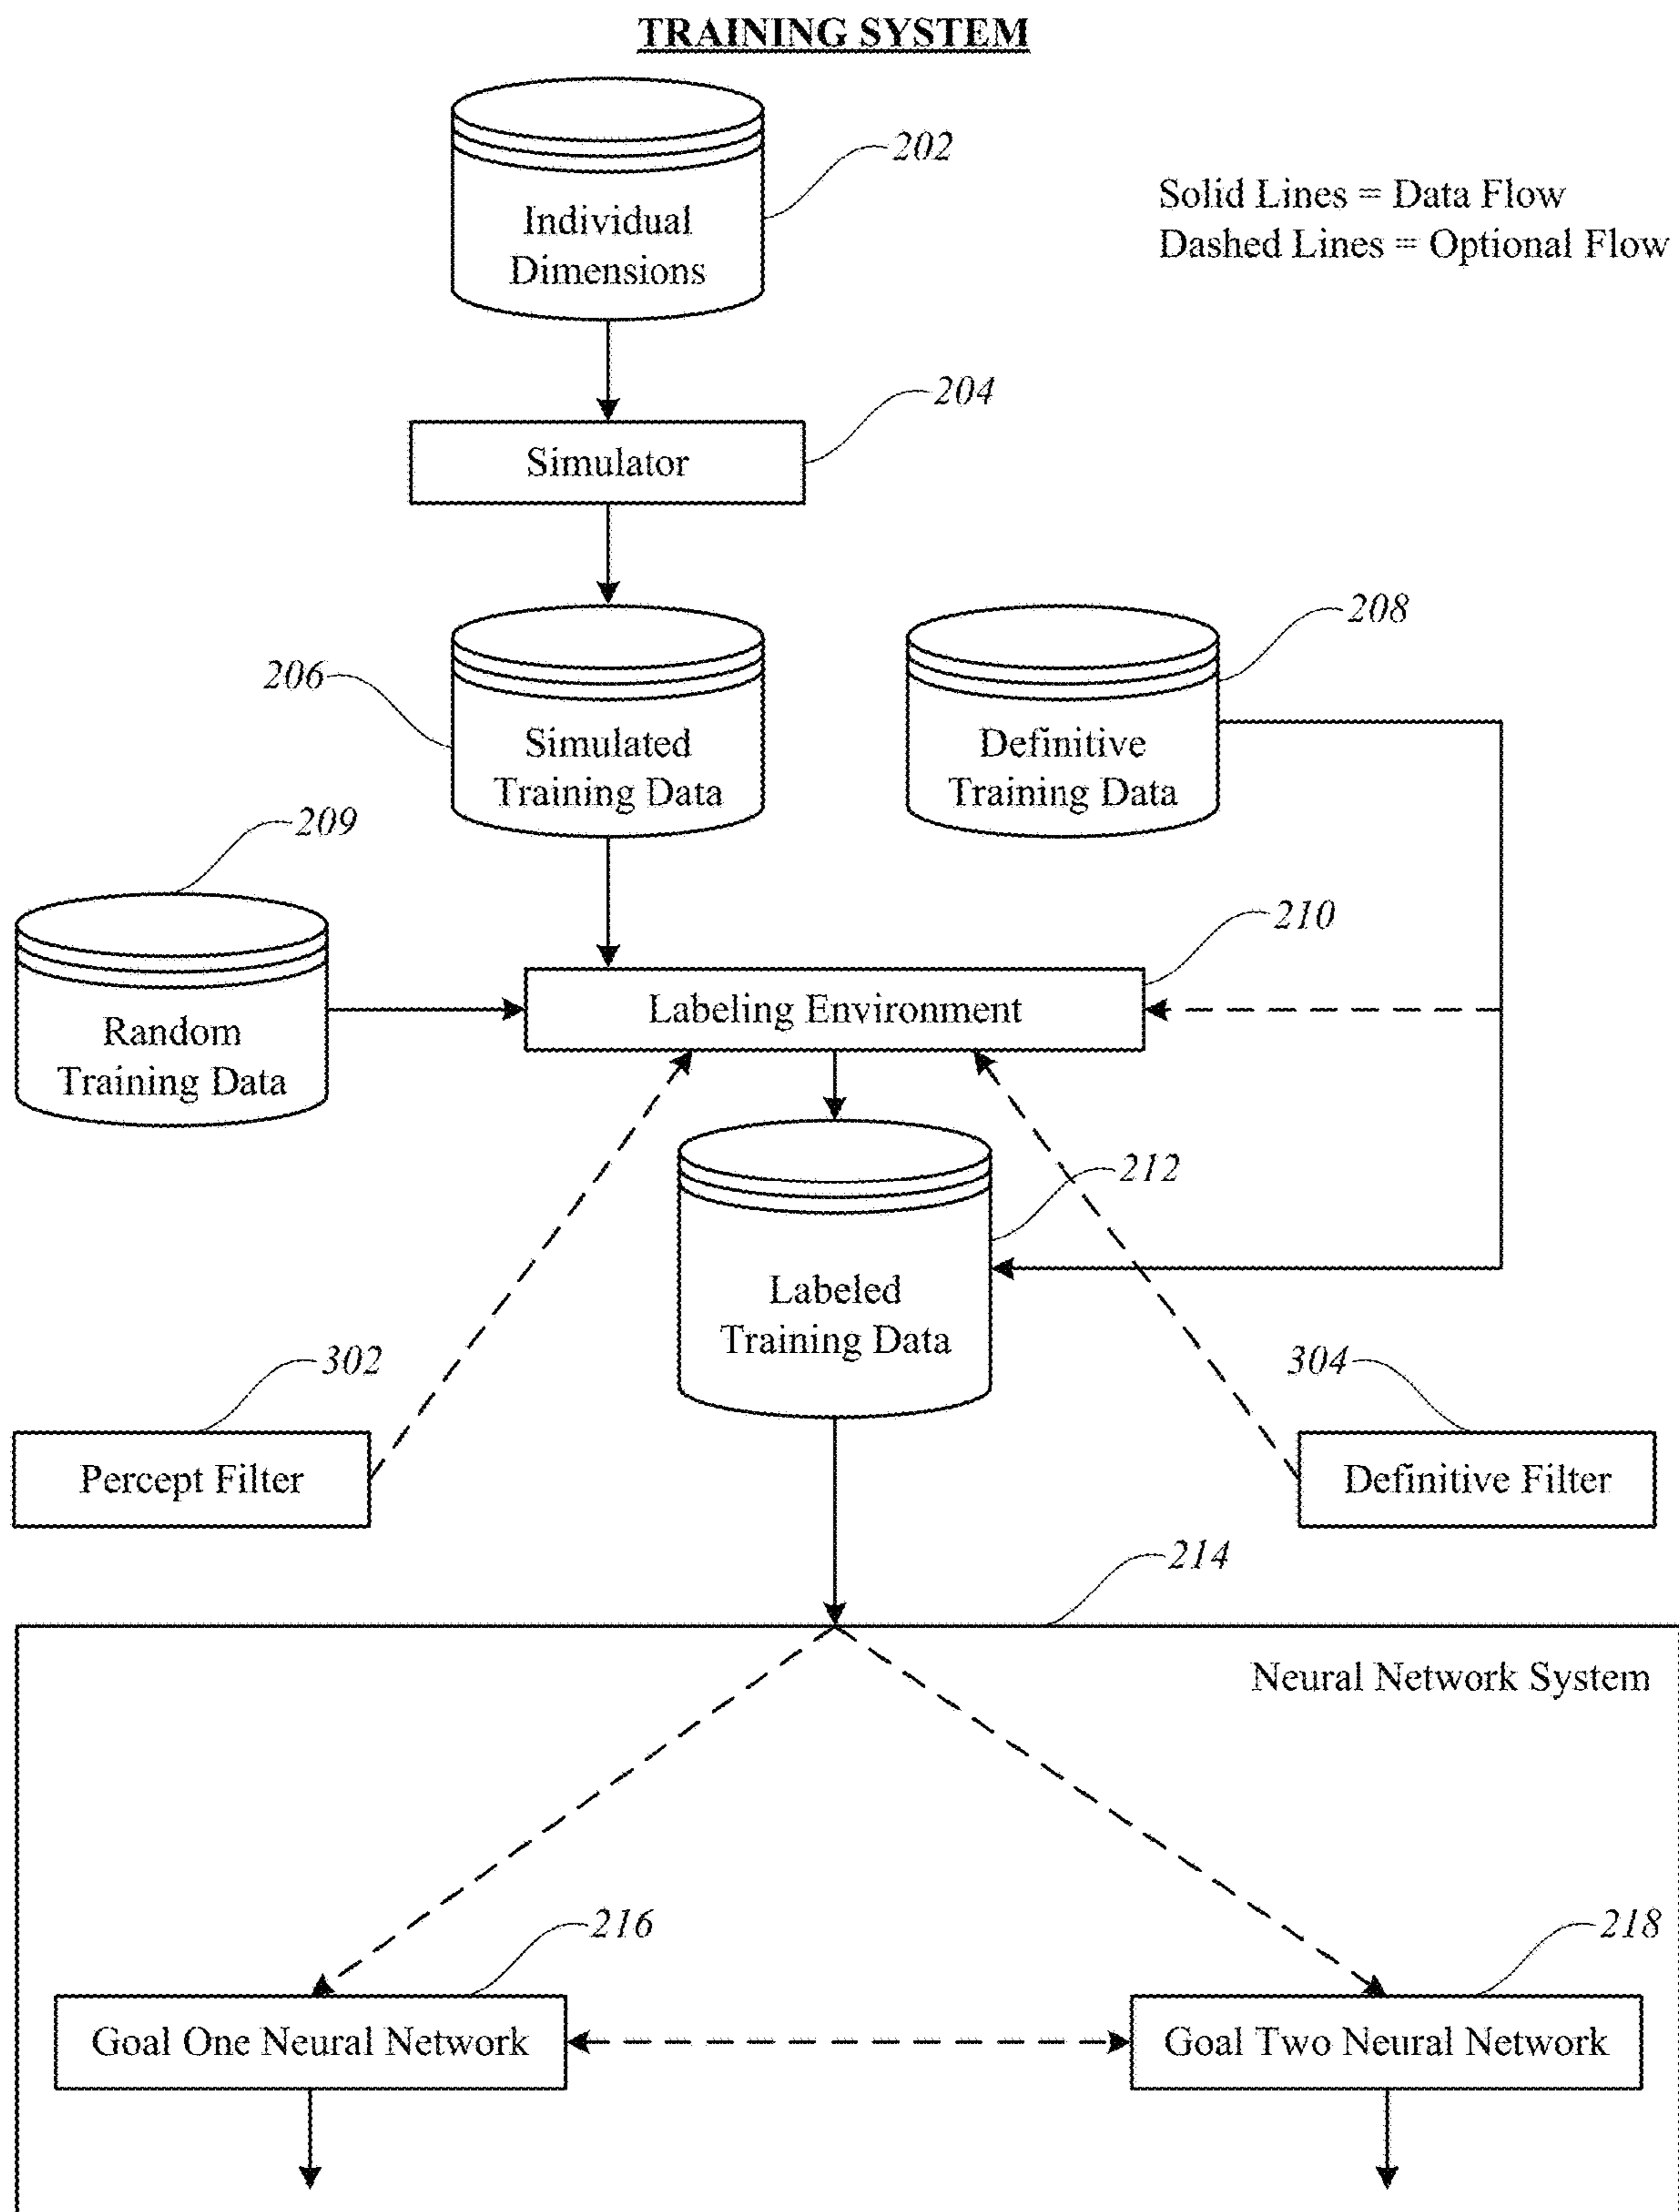 TRAINING SYSTEM
202
Individual
Dimensions
Solid Lines = Data Flow
Dashed Lines = Optional Flow
204
Simulator
206
Simulated
Training Data
208
Definitive
Training Data
209
Random
Training Data
210
Labeling Environment
212
Labeled
Training Data
302
Percept Filter
304
Definitive Filter
214
Neural Network System
216
Goal One Neural Network
218
Goal Two Neural Network